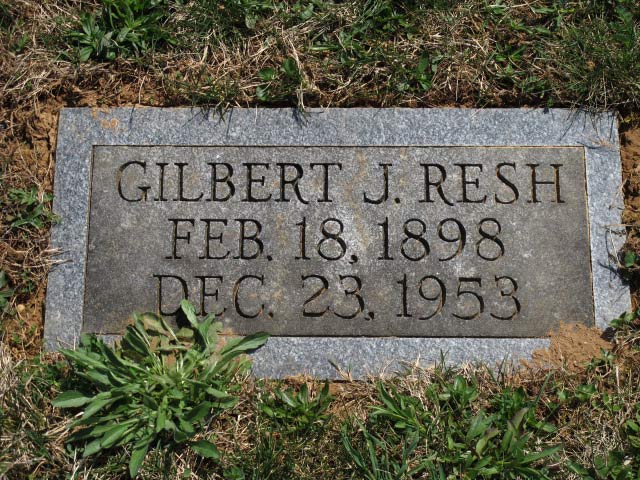 GILBERT J. RESH
FEB. 18, 1898
DEC. 23, 1953